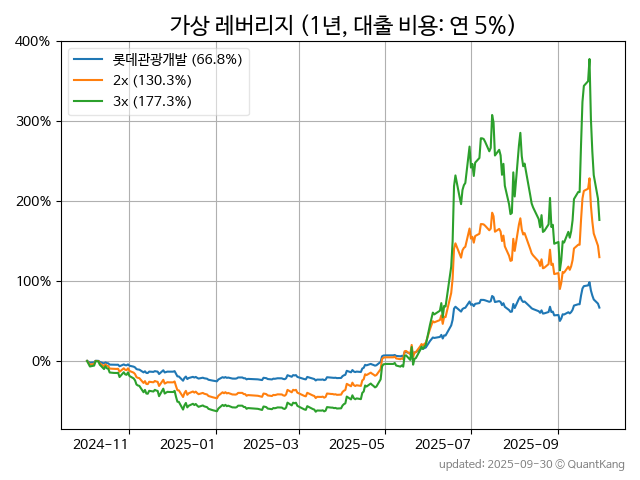 가상 레버리지 (1년, 대출 비용: 연 5%)
400%
300%
200%
100%
0%
롯데관광개발 (66.8%)
2x (130.3%)
3x (177.3%)
2024-11 2025-01 2025-03 2025-05 2025-07 2025-09
updated: 2025-09-30 © QuantKang